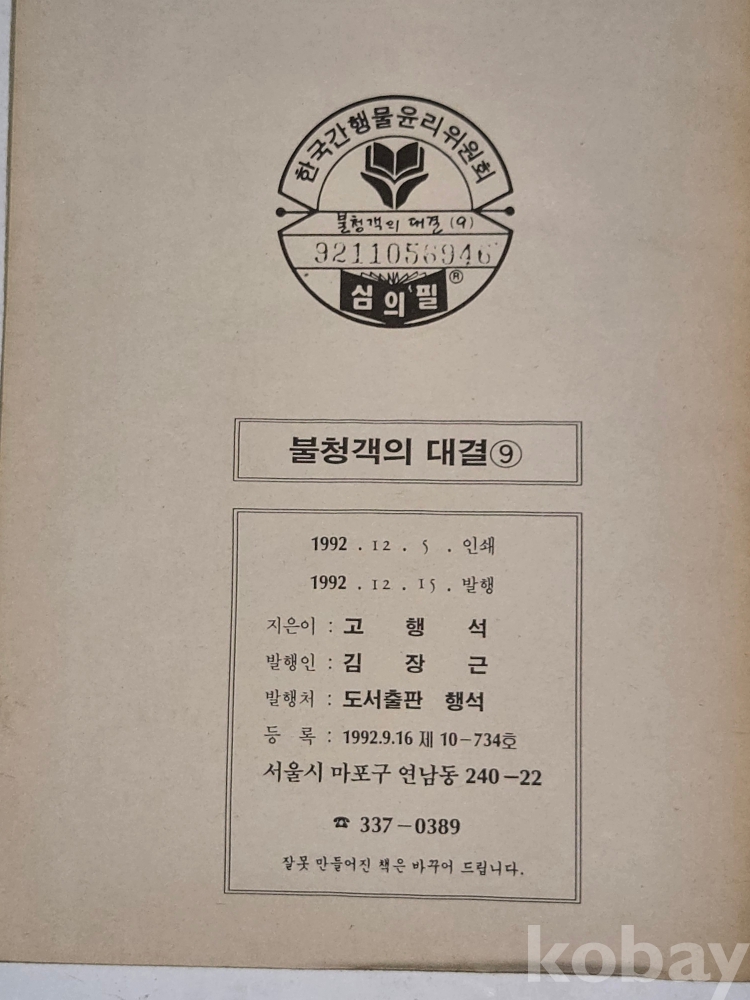 한국간행물윤리위원회
불청객의 대결 (9)
9211056946
심의필 ®
불청객의 대결⑨
1992 . 12 . 5 . 인쇄
1992 . 12 . 15 . 발행
지은이 : 고 행 석
발행인 : 김 장 근
발행처 : 도서출판 행석
등 록 : 1992.9.16 제 10-734호
서울시 마포구 연남동 240-22
☎ 337-0389
잘못 만들어진 책은 바꾸어 드립니다.
kobay